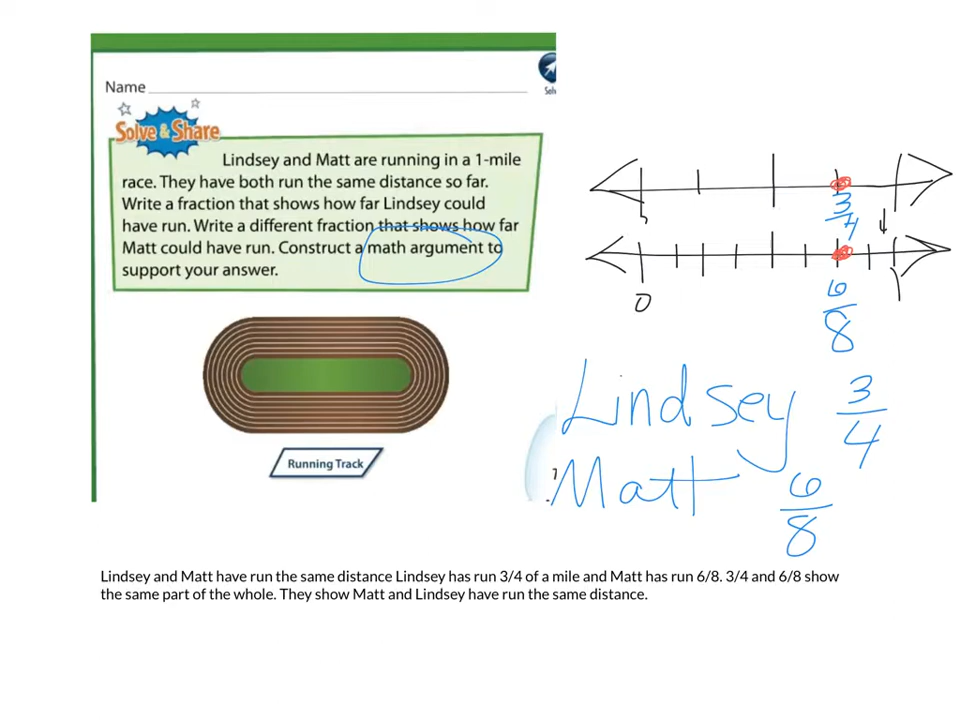 Name
Solve & Share
Lindsey and Matt are running in a 1-mile
race. They have both run the same distance so far.
Write a fraction that shows how far Lindsey could
have run. Write a different fraction that shows how far
Matt could have run. Construct a math argument to
support your answer.
Running Track
3/4
0
6/8
Lindsey 3/4
Matt 6/8
Lindsey and Matt have run the same distance Lindsey has run 3/4 of a mile and Matt has run 6/8. 3/4 and 6/8 show
the same part of the whole. They show Matt and Lindsey have run the same distance.